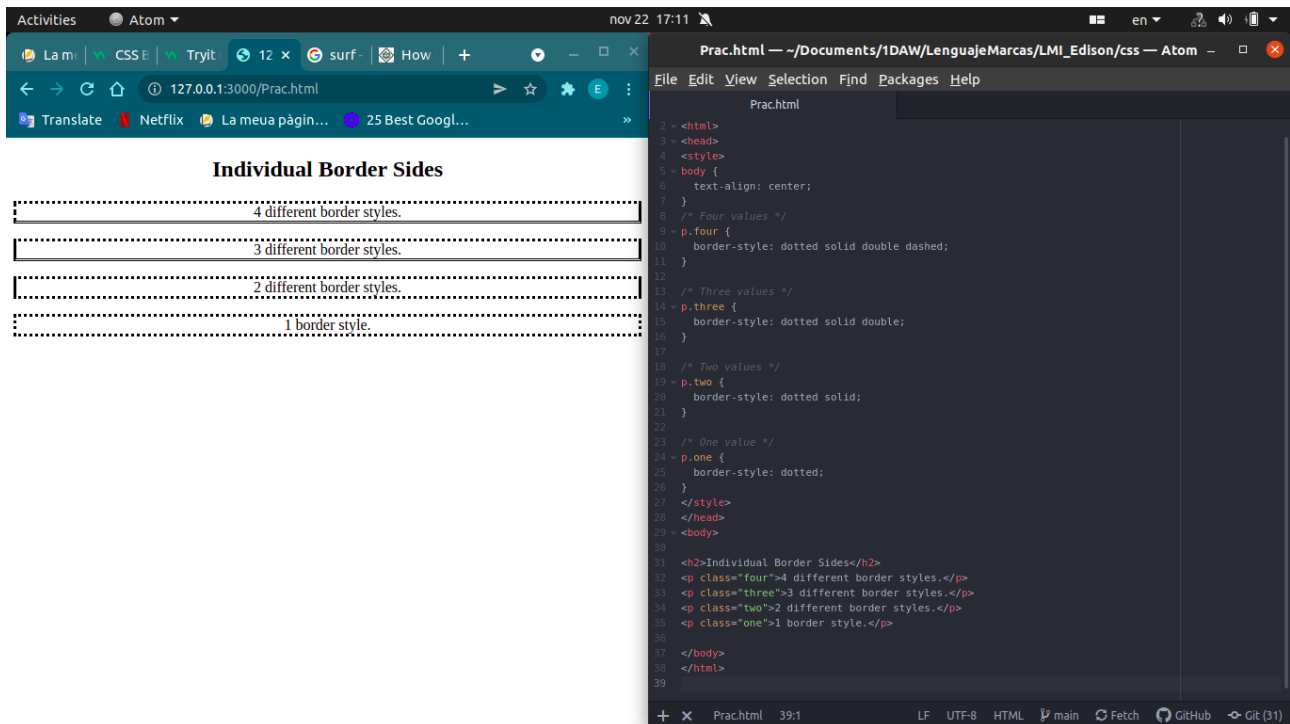 Activities Atom nov 22 17:11 en
La me CSS B Tryit 12 surf - How
127.0.0.1:3000/Prac.html E
Translate Netflix La meua pàgin... 25 Best Googl... »
Individual Border Sides
4 different border styles.
3 different border styles.
2 different border styles.
1 border style.
Prac.html — ~/Documents/1DAW/LenguajeMarcas/LMI_Edison/css — Atom
File Edit View Selection Find Packages Help
Prac.html
2 <html>
3 <head>
4 <style>
5 body {
6 text-align: center;
7 }
8 /* Four values */
9 p.four {
10 border-style: dotted solid double dashed;
11 }
12
13 /* Three values */
14 p.three {
15 border-style: dotted solid double;
16 }
17
18 /* Two values */
19 p.two {
20 border-style: dotted solid;
21 }
22
23 /* One value */
24 p.one {
25 border-style: dotted;
26 }
27 </style>
28 </head>
29 <body>
30
31 <h2>Individual Border Sides</h2>
32 <p class="four">4 different border styles.</p>
33 <p class="three">3 different border styles.</p>
34 <p class="two">2 different border styles.</p>
35 <p class="one">1 border style.</p>
36
37 </body>
38 </html>
39
Prac.html 39:1 LF UTF-8 HTML main Fetch GitHub Git (31)